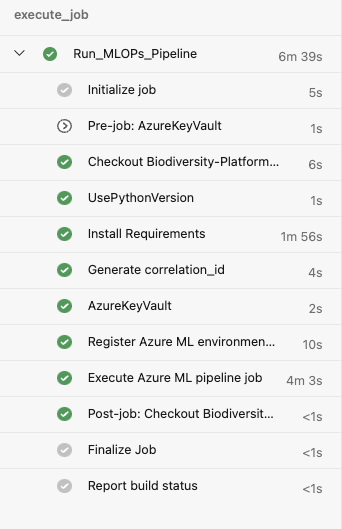 execute_job
Run_MLOPs_Pipeline 6m 39s
Initialize job 5s
Pre-job: AzureKeyVault 1s
Checkout Biodiversity-Platform... 6s
UsePythonVersion 1s
Install Requirements 1m 56s
Generate correlation_id 4s
AzureKeyVault 2s
Register Azure ML environmen... 10s
Execute Azure ML pipeline job 4m 3s
Post-job: Checkout Biodiversit... <1s
Finalize Job <1s
Report build status <1s